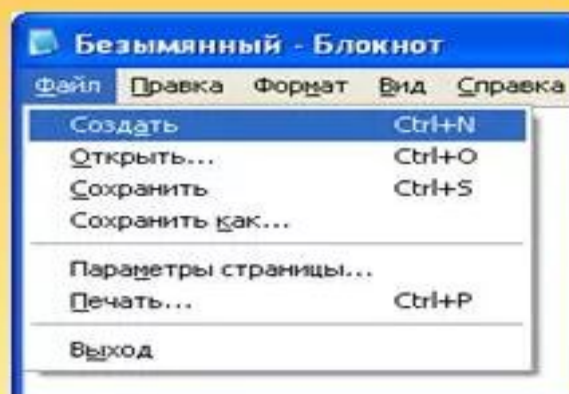 Безымянный - Блокнот
Файл Правка Формат Вид Справка
Создать Ctrl+N
Открыть... Ctrl+O
Сохранить Ctrl+S
Сохранить как...
Параметры страницы...
Печать... Ctrl+P
Выход